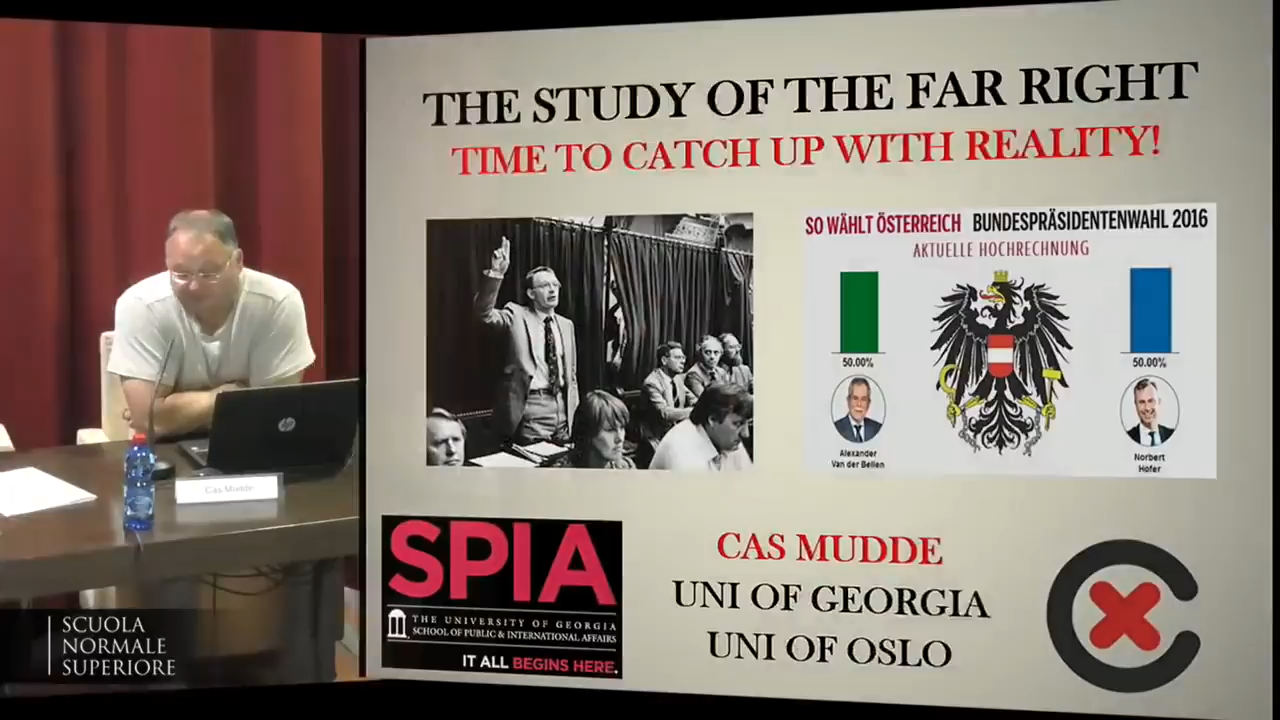 THE STUDY OF THE FAR RIGHT
TIME TO CATCH UP WITH REALITY!
SO WÄHLT ÖSTERREICH BUNDESPRÄSIDENTENWAHL 2016
AKTUELLE HOCHRECHNUNG
50.00%
50.00%
Alexander
Van der Bellen
Norbert
Hofer
SPIA
THE UNIVERSITY OF GEORGIA
SCHOOL OF PUBLIC & INTERNATIONAL AFFAIRS
IT ALL BEGINS HERE.
CAS MUDDE
UNI OF GEORGIA
UNI OF OSLO
hp
Cas Mudde
SCUOLA
NORMALE
SUPERIORE